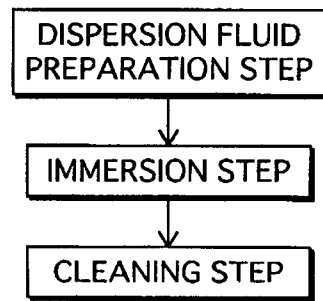 DISPERSION FLUID
PREPARATION STEP
IMMERSION STEP
CLEANING STEP